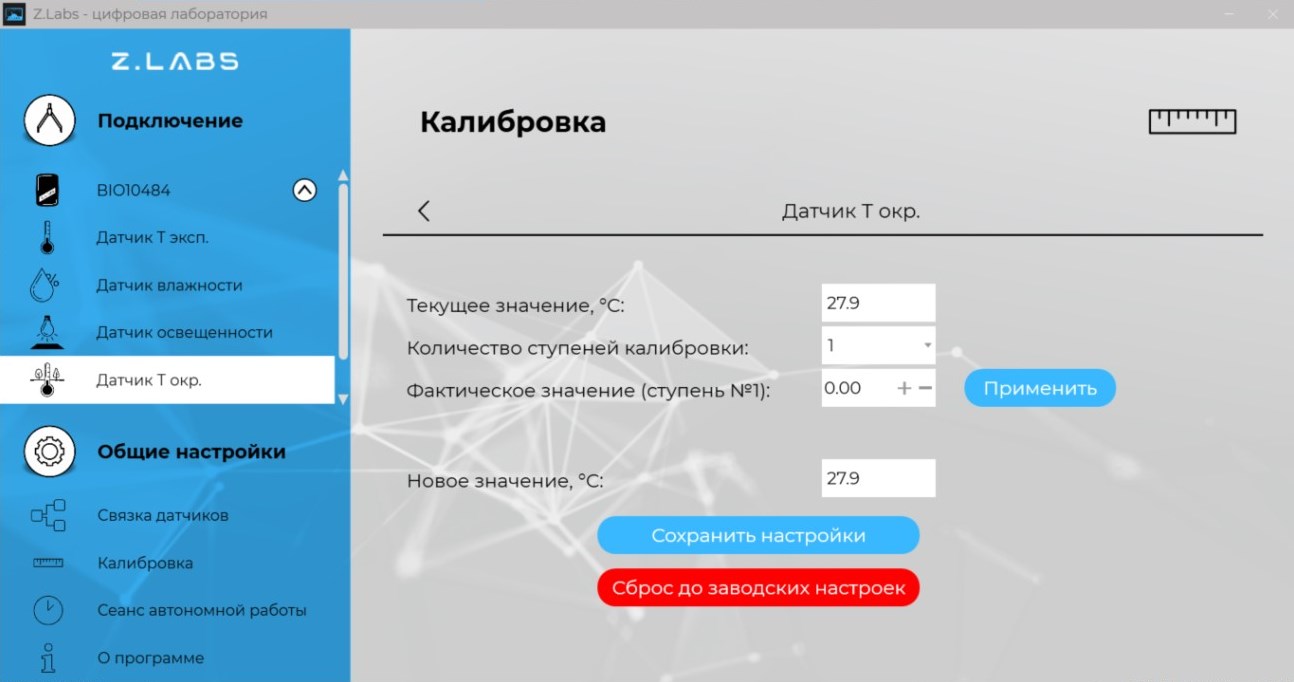 Z.Labs - цифровая лаборатория
Z.LABS
Подключение
BIO10484
Датчик Т эксп.
Датчик влажности
Датчик освещенности
Датчик Т окр.
Общие настройки
Связка датчиков
Калибровка
Сеанс автономной работы
О программе
Калибровка
Датчик Т окр.
Текущее значение, °С: 27.9
Количество ступеней калибровки: 1
Фактическое значение (ступень №1): 0.00 + − Применить
Новое значение, °С: 27.9
Сохранить настройки
Сброс до заводских настроек